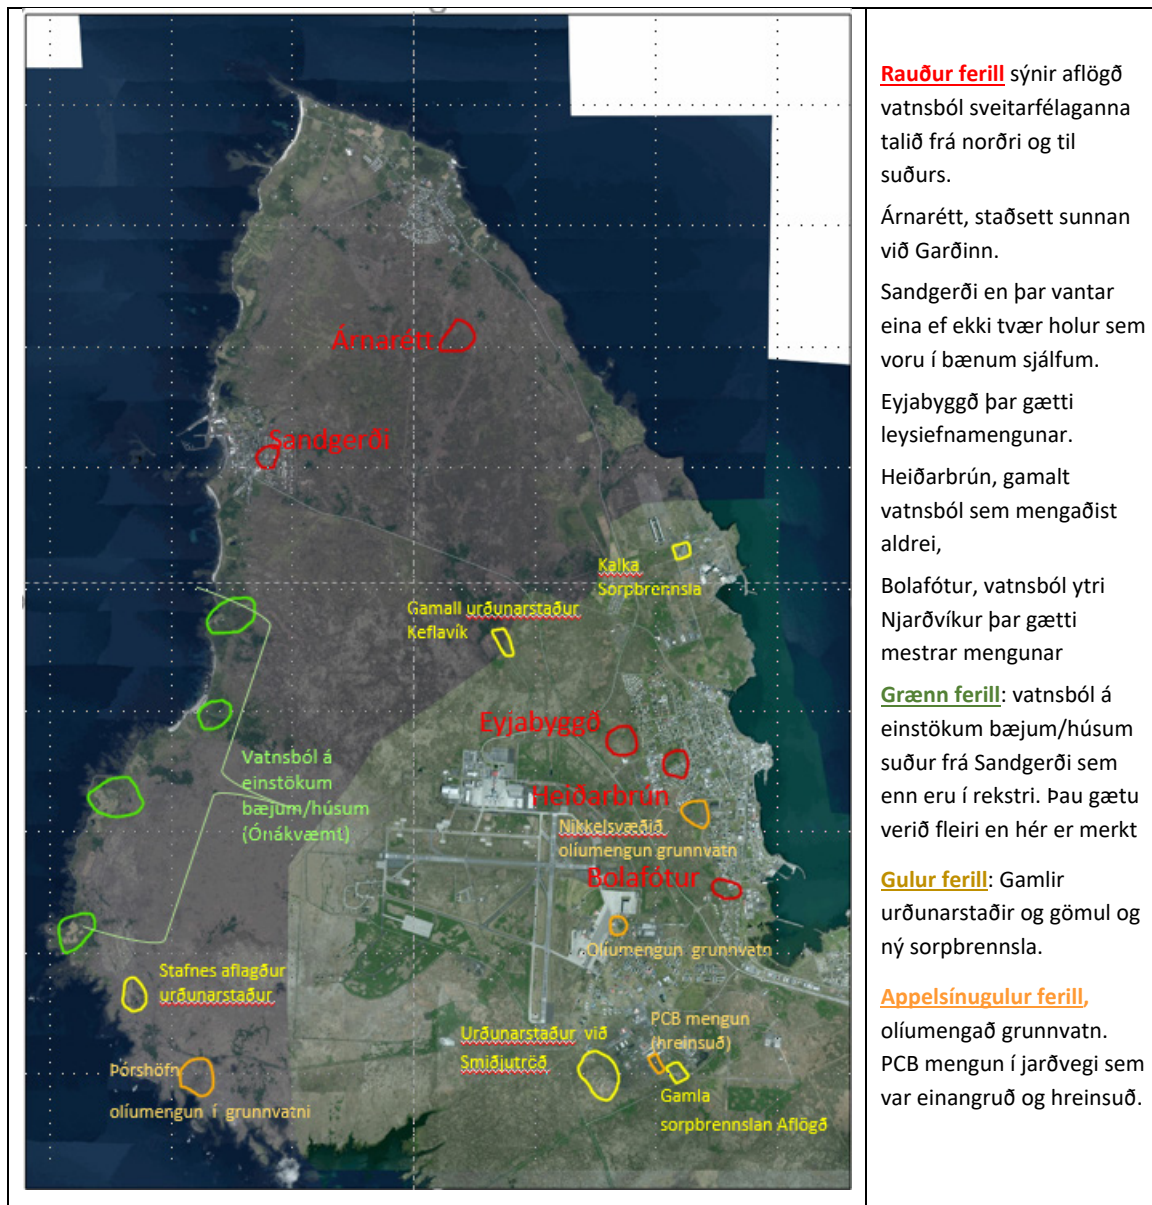 Árnarétt
Sandgerði
Kalka
Sorpbrennsla
Gamall urðunarstaður
Keflavík
Eyjabyggð
Vatnsból á
einstökum
bæjum/húsum
(Ónákvæmt)
Heiðarbrún
Nikkelsvæðið
olíumengun grunnvatn
Bolafótur
Olíumengun grunnvatn
Stafnes aflagður
urðunarstaður
PCB mengun
(hreinsuð)
Urðunarstaður við
Smiðjutröð
Þórshöfn
olíumengun í grunnvatni
Gamla
sorpbrennslan Aflögð
Rauður ferill sýnir aflögð
vatnsból sveitarfélaganna
talið frá norðri og til
suðurs.
Árnarétt, staðsett sunnan
við Garðinn.
Sandgerði en þar vantar
eina ef ekki tvær holur sem
voru í bænum sjálfum.
Eyjabyggð þar gætti
leysiefnamengunar.
Heiðarbrún, gamalt
vatnsból sem mengaðist
aldrei,
Bolafótur, vatnsból ytri
Njarðvíkur þar gætti
mestrar mengunar
Grænn ferill: vatnsból á
einstökum bæjum/húsum
suður frá Sandgerði sem
enn eru í rekstri. Þau gætu
verið fleiri en hér er merkt
Gulur ferill: Gamlir
urðunarstaðir og gömul og
ný sorpbrennsla.
Appelsínugulur ferill,
olíumengað grunnvatn.
PCB mengun í jarðvegi sem
var einangruð og hreinsuð.